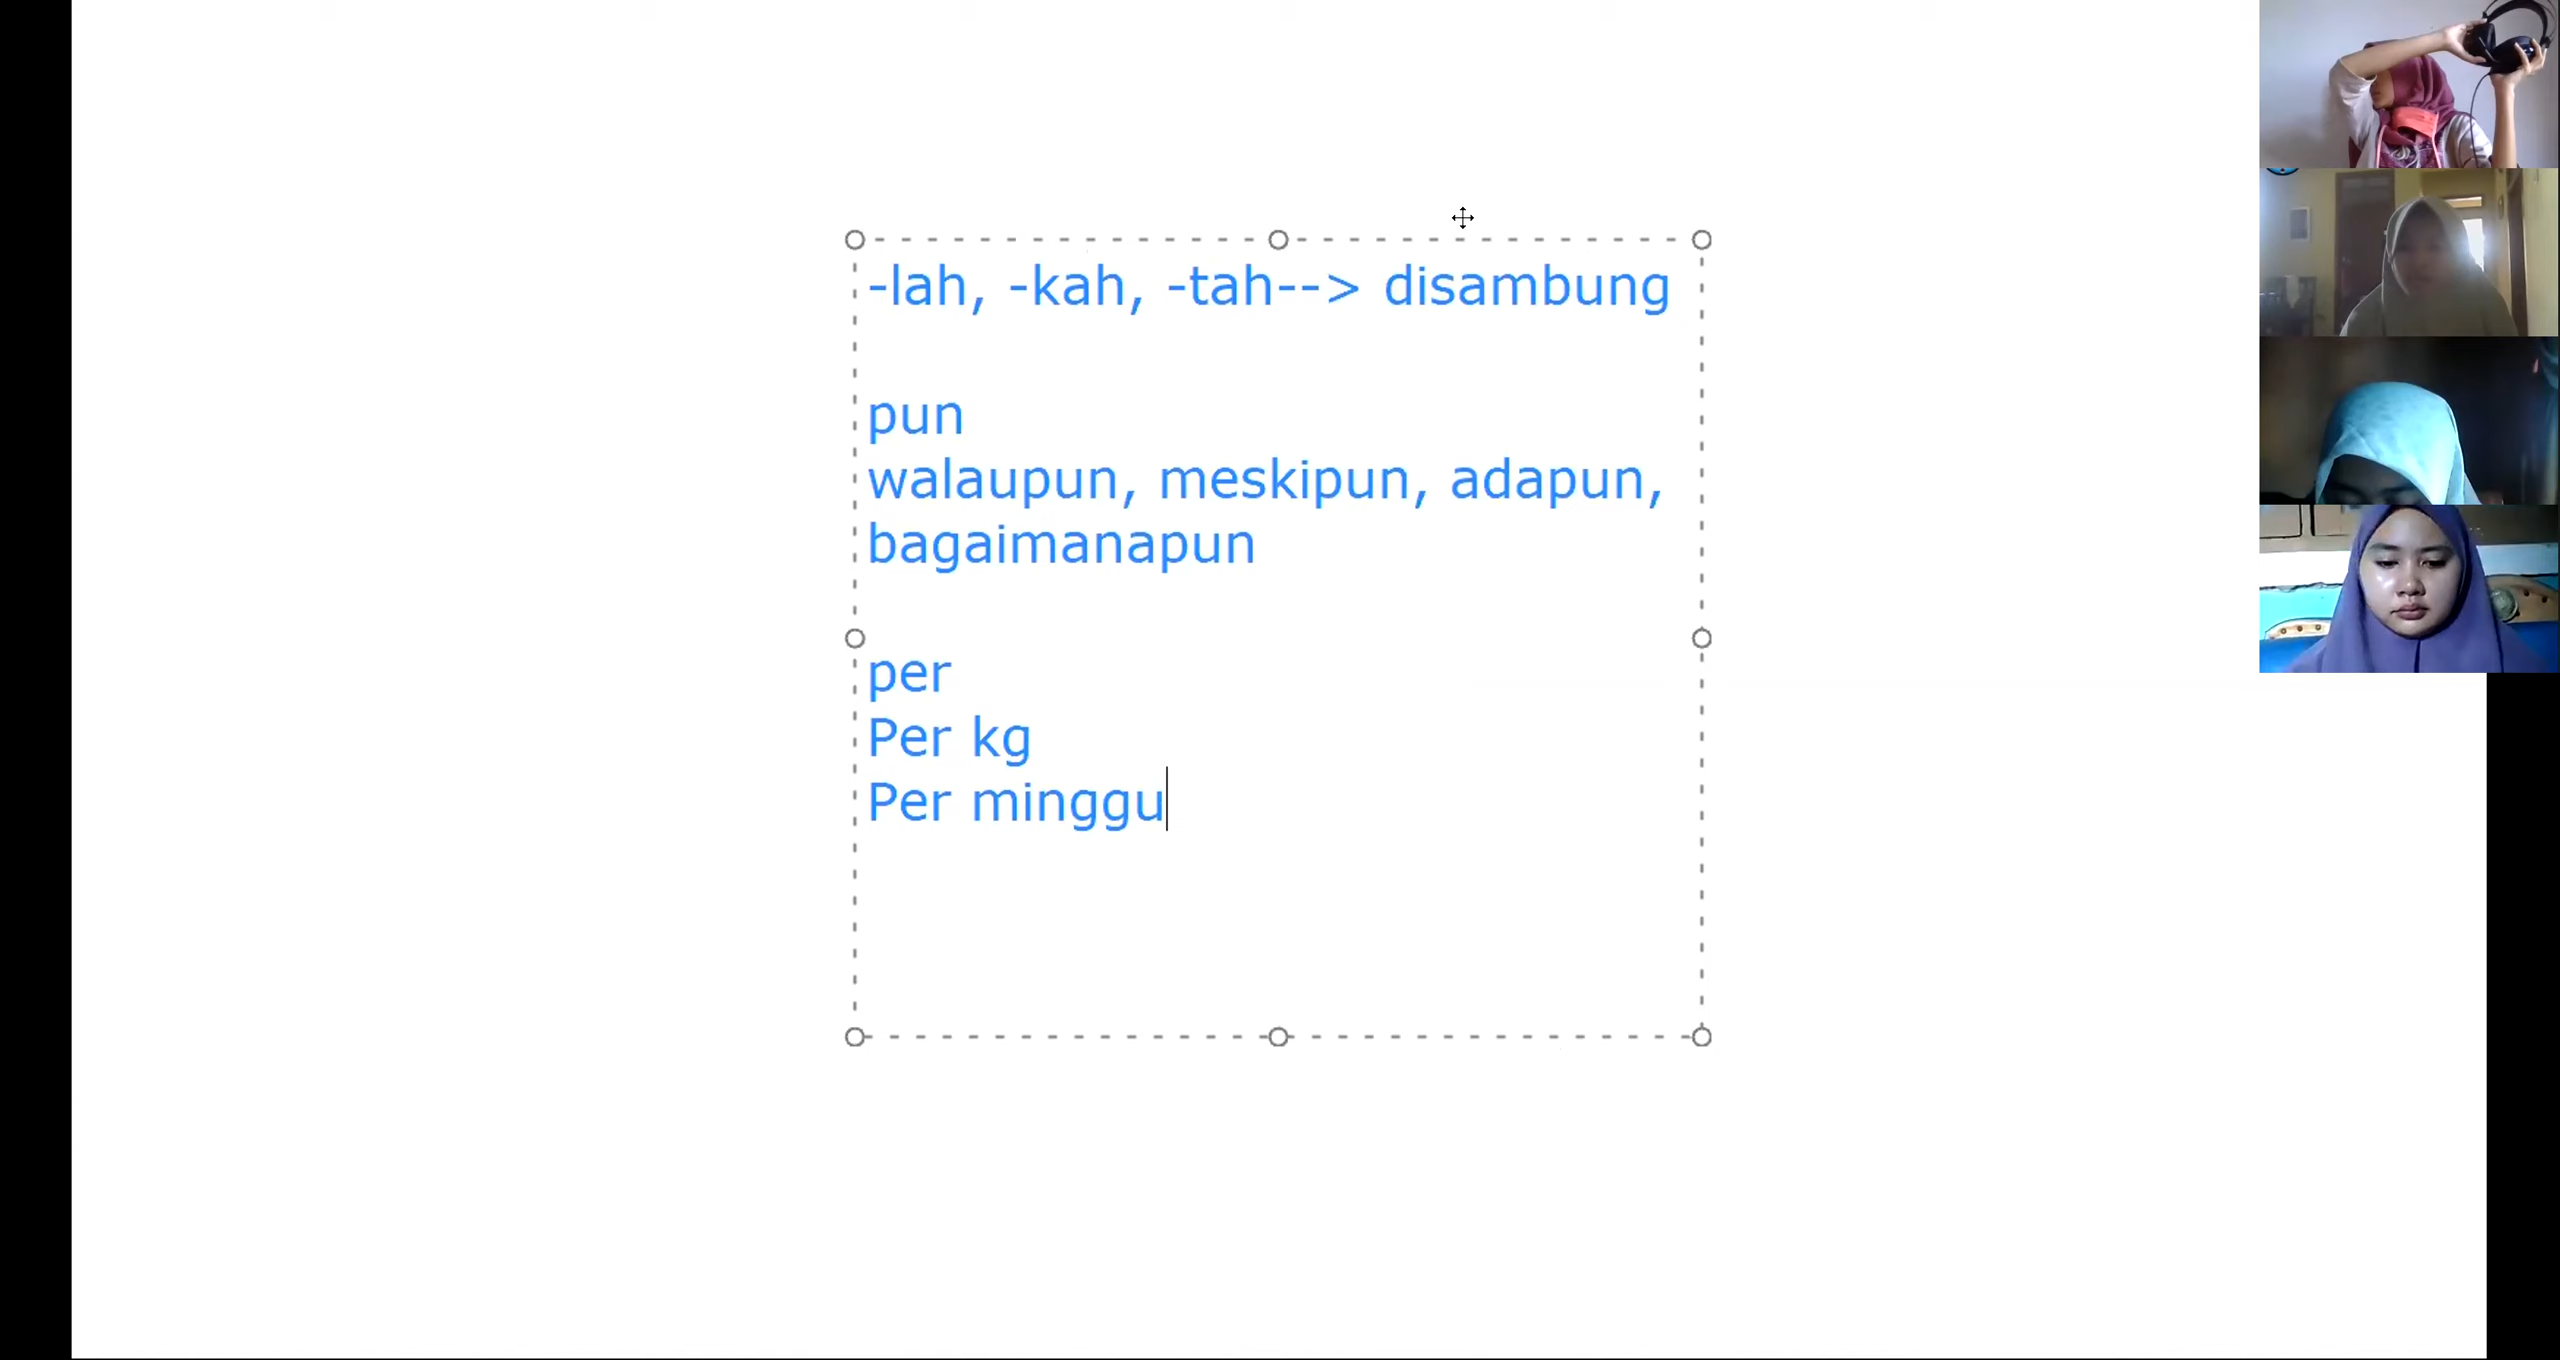 -lah, -kah, -tah--> disambung
pun
walaupun, meskipun, adapun,
bagaimanapun
per
Per kg
Per minggu